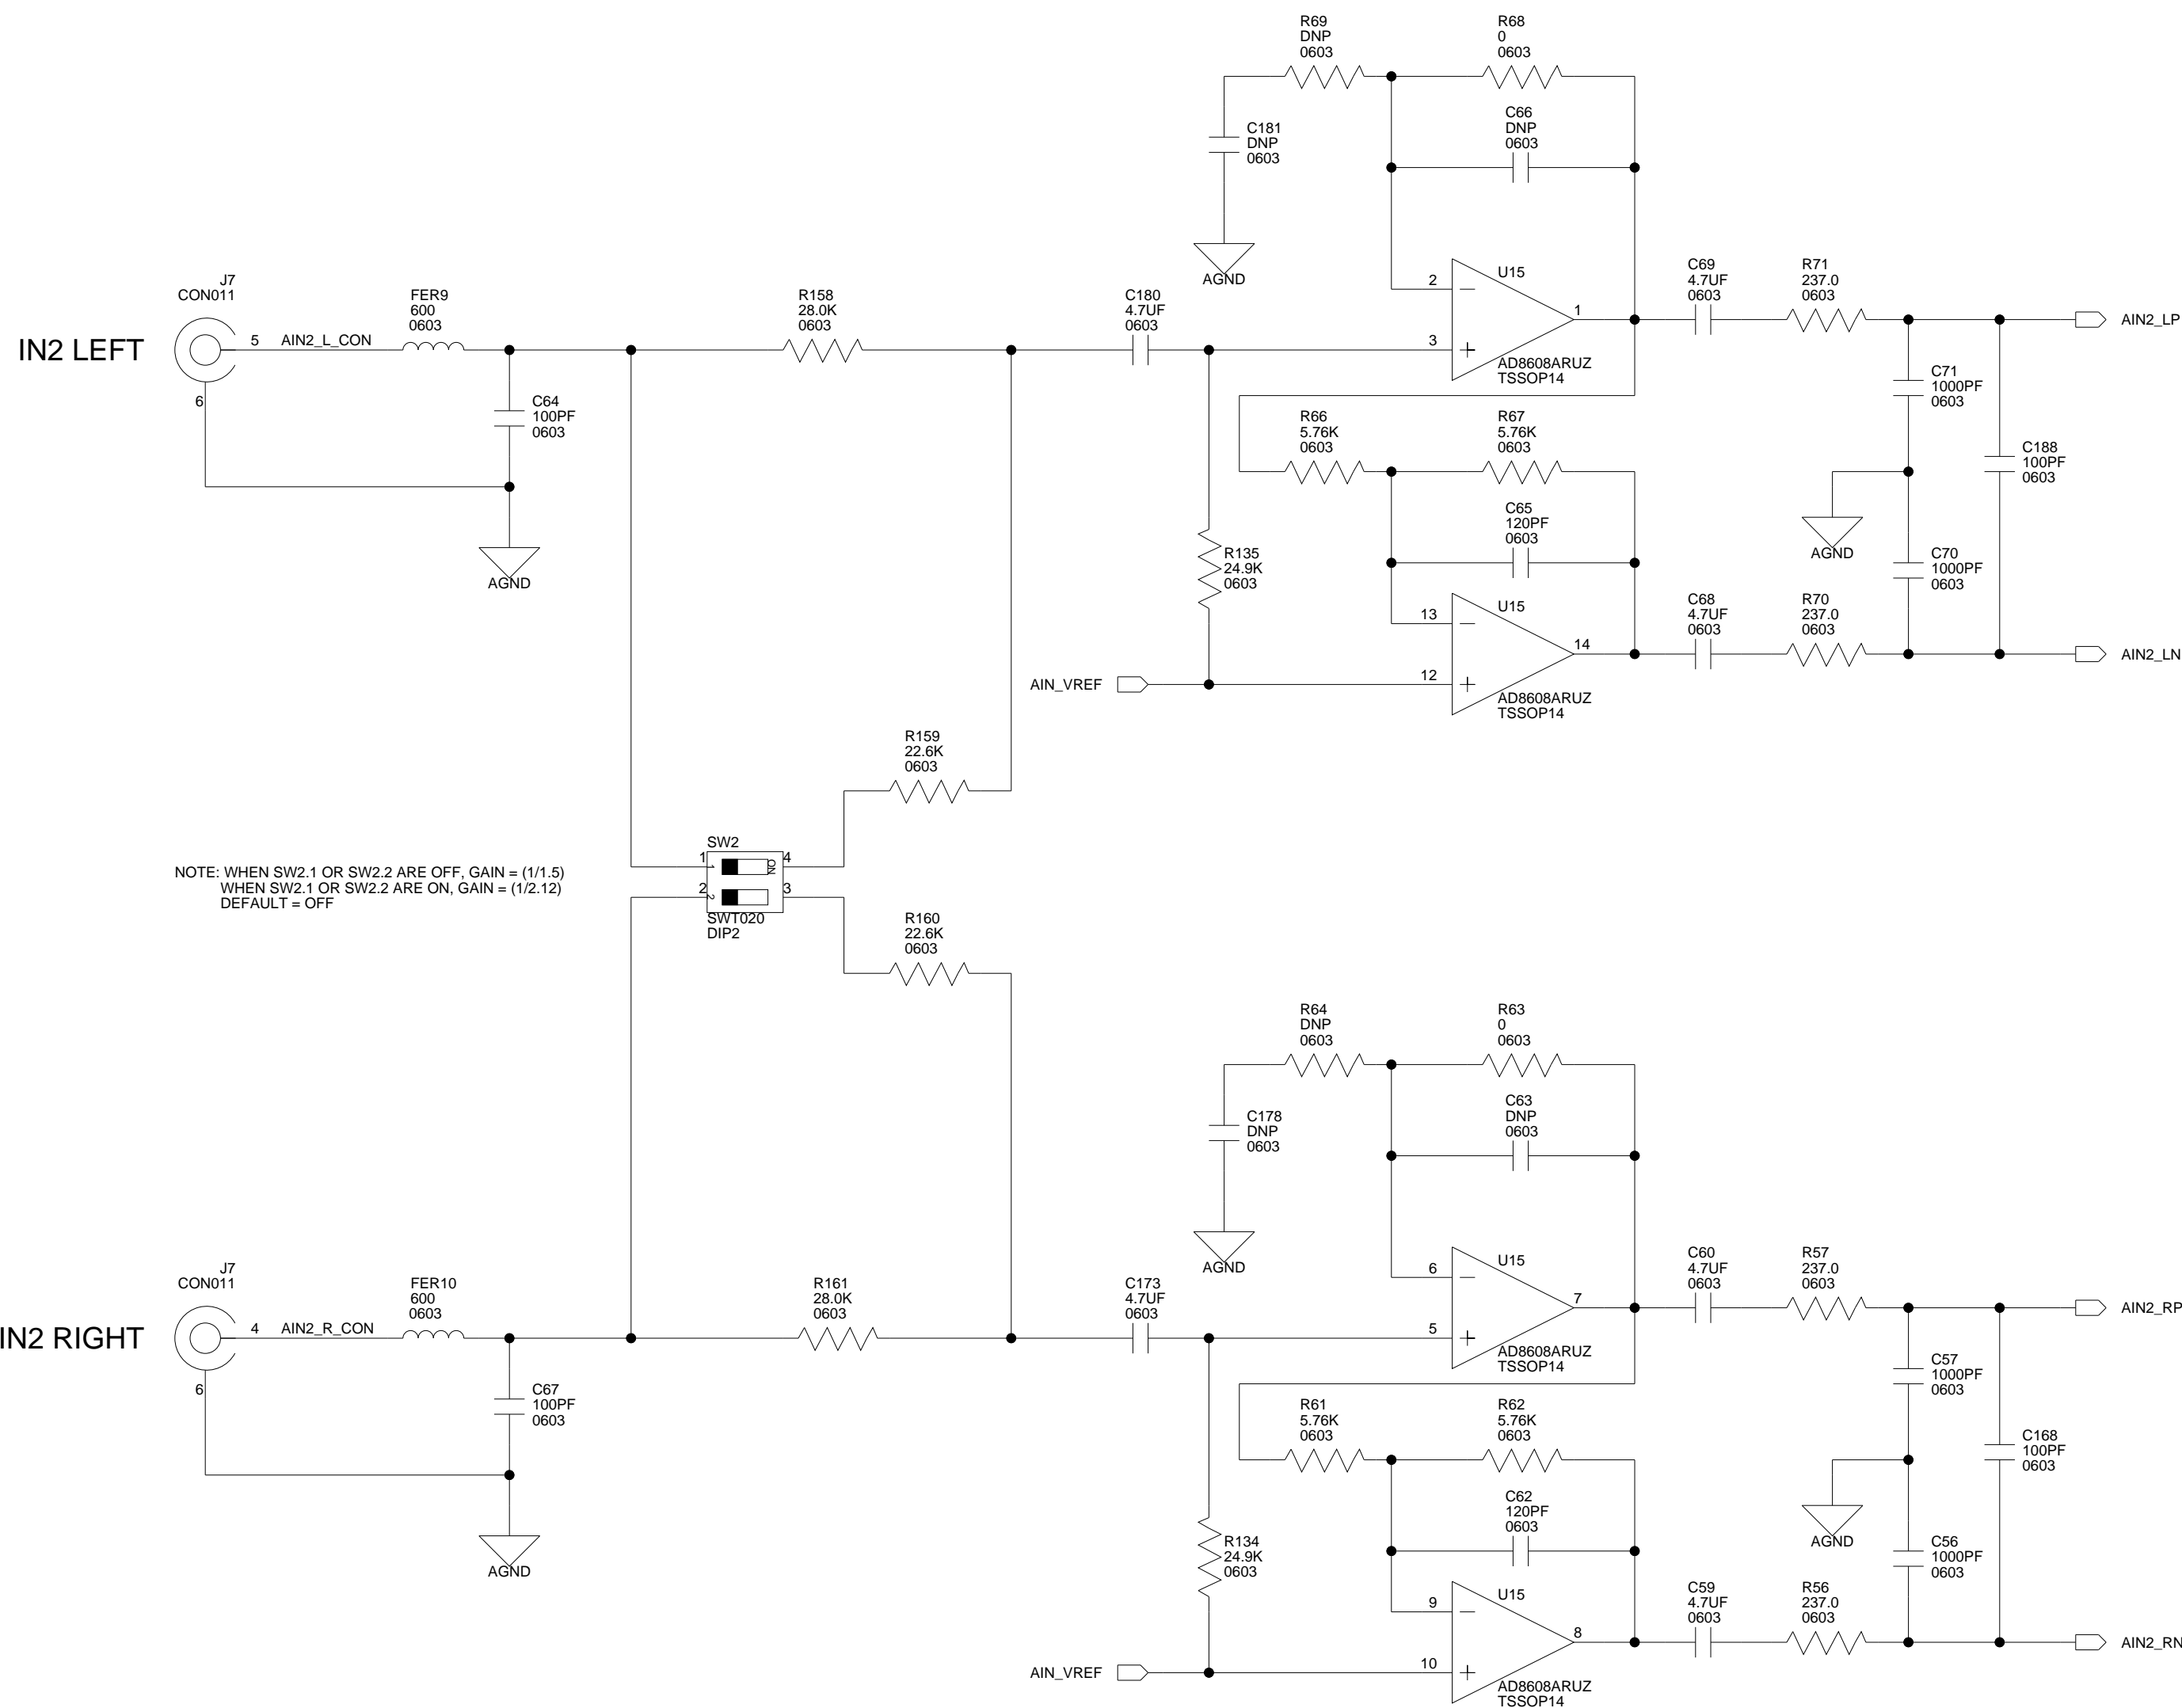 R69
DNP
0603
R68
0
0603
C181
DNP
0603
C66
DNP
0603
AGND
J7
CON011
IN2 LEFT
5
AIN2_L_CON
6
FER9
600
0603
C64
100PF
0603
AGND
R158
28.0K
0603
C180
4.7UF
0603
2
3
U15
1
AD8608ARUZ
TSSOP14
C69
4.7UF
0603
R71
237.0
0603
AIN2_LP
C71
1000PF
0603
C188
100PF
0603
AGND
C70
1000PF
0603
R66
5.76K
0603
R67
5.76K
0603
C65
120PF
0603
R135
24.9K
0603
AIN_VREF
13
12
U15
14
AD8608ARUZ
TSSOP14
C68
4.7UF
0603
R70
237.0
0603
AIN2_LN
R159
22.6K
0603
NOTE: WHEN SW2.1 OR SW2.2 ARE OFF, GAIN = (1/1.5)
WHEN SW2.1 OR SW2.2 ARE ON, GAIN = (1/2.12)
DEFAULT = OFF
SW2
1
1
ON
4
2
2
3
SWT020
DIP2
R160
22.6K
0603
R64
DNP
0603
R63
0
0603
C178
DNP
0603
C63
DNP
0603
AGND
J7
CON011
IN2 RIGHT
4
AIN2_R_CON
6
FER10
600
0603
C67
100PF
0603
AGND
R161
28.0K
0603
C173
4.7UF
0603
6
5
U15
7
AD8608ARUZ
TSSOP14
C60
4.7UF
0603
R57
237.0
0603
AIN2_RP
C57
1000PF
0603
C168
100PF
0603
AGND
C56
1000PF
0603
R61
5.76K
0603
R62
5.76K
0603
C62
120PF
0603
R134
24.9K
0603
AIN_VREF
9
10
U15
8
AD8608ARUZ
TSSOP14
C59
4.7UF
0603
R56
237.0
0603
AIN2_RN